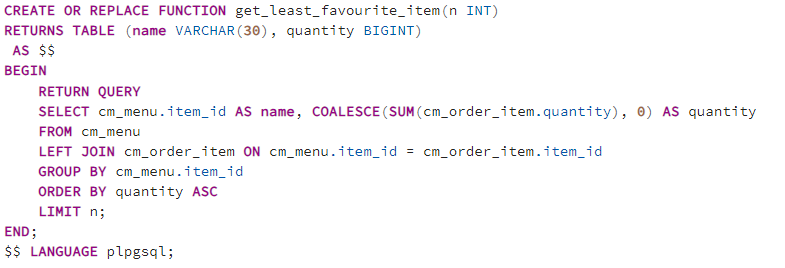 CREATE OR REPLACE FUNCTION get_least_favourite_item(n INT)
RETURNS TABLE (name VARCHAR(30), quantity BIGINT)
 AS $$
BEGIN
    RETURN QUERY
    SELECT cm_menu.item_id AS name, COALESCE(SUM(cm_order_item.quantity), 0) AS quantity
    FROM cm_menu
    LEFT JOIN cm_order_item ON cm_menu.item_id = cm_order_item.item_id
    GROUP BY cm_menu.item_id
    ORDER BY quantity ASC
    LIMIT n;
END;
$$ LANGUAGE plpgsql;